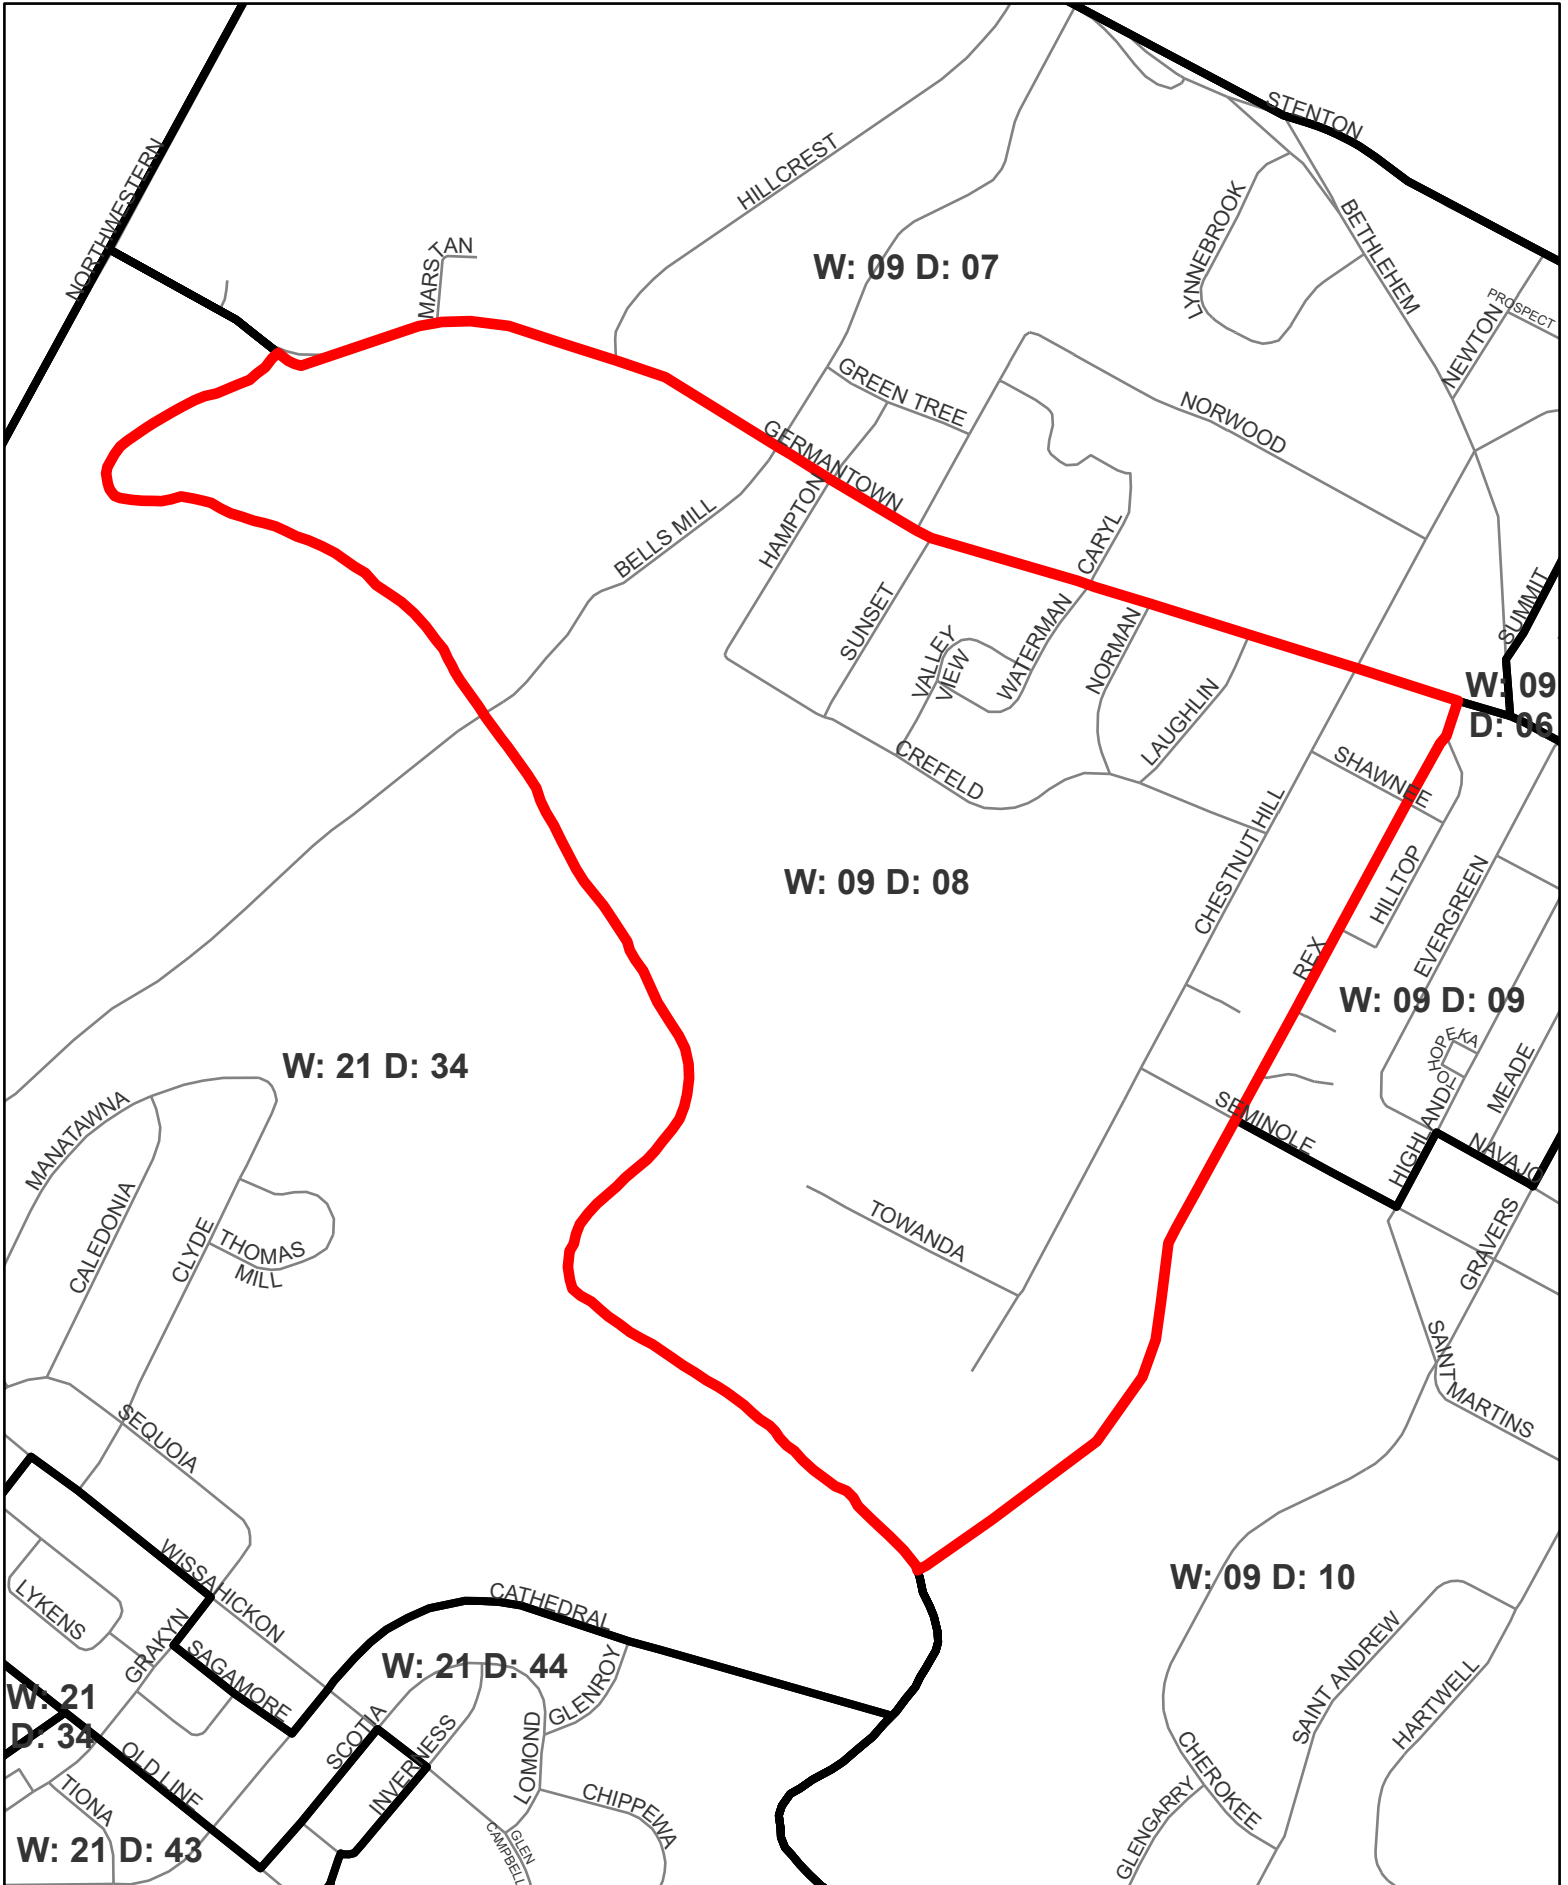 STENTON
NORTHWESTERN
HILLCREST
LYNNEBROOK
BETHLEHEM
MARSTAN
W: 09 D: 07
PROSPECT
NEWTON
GREEN TREE
NORWOOD
GERMANTOWN
HAMPTON
BELLS MILL
CARYL
SUNSET
SUMMIT
VALLEY
VIEW
WATERMAN
NORMAN
LAUGHLIN
W: 09
D: 06
CREFELD
SHAWNEE
CHESTNUT HILL
HILLTOP
W: 09 D: 08
EVERGREEN
REX
W: 09 D: 09
W: 21 D: 34
HOPEKA
MEADE
MANATAWNA
SEMINOLE
HIGHLAND
NAVAJO
CALEDONIA
CLYDE
THOMAS
MILL
TOWANDA
GRAVERS
SAINT
MARTINS
SEQUOIA
WISSAHICKON
W: 09 D: 10
LYKENS
CATHEDRAL
GRAKYN
SAGAMORE
W: 21 D: 44
GLENROY
SAINT ANDREW
HARTWELL
W: 21
D: 34
SCOTIA
INVERNESS
LOMOND
OLD LINE
CHEROKEE
TIONA
CHIPPEWA
GLENGARRY
W: 21 D: 43
GLEN
CAMPBELL